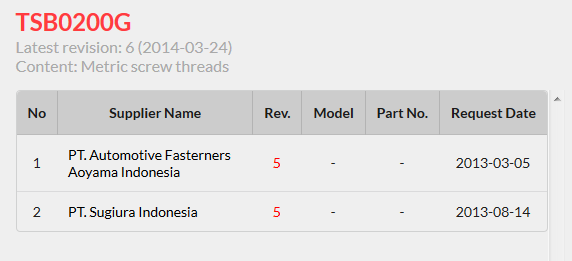 TSB0200G
Latest revision: 6 (2014-03-24)
Content: Metric screw threads
No Supplier Name Rev. Model Part No. Request Date
1 PT. Automotive Fasterners Aoyama Indonesia 5 - - 2013-03-05
2 PT. Sugiura Indonesia 5 - - 2013-08-14